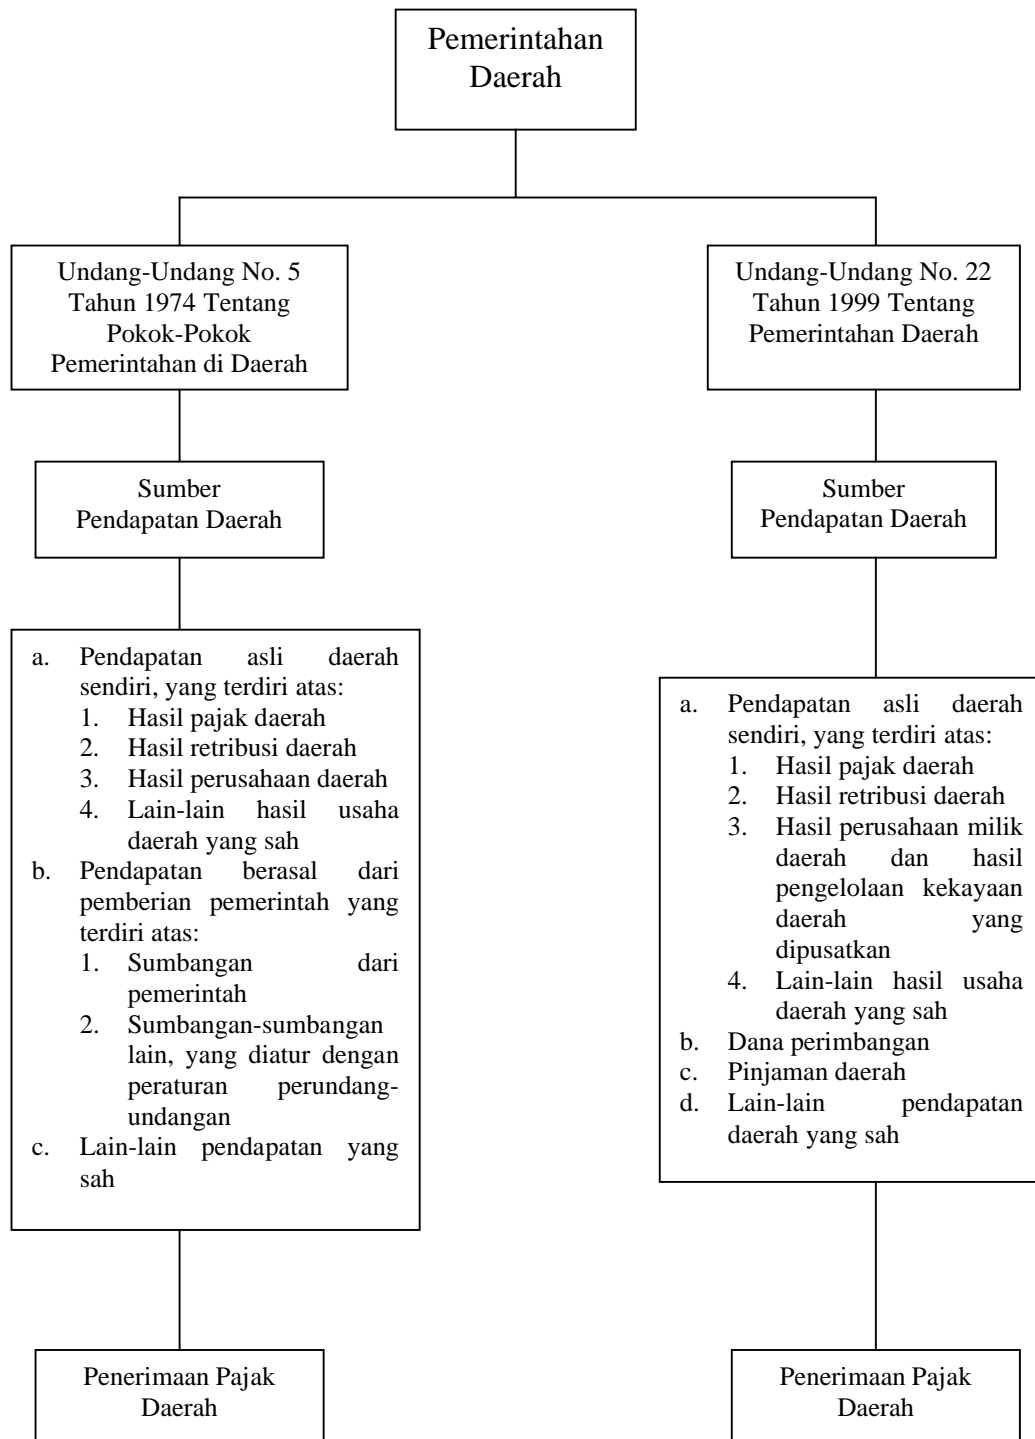 Pemerintahan
Daerah
Undang-Undang No. 5
Tahun 1974 Tentang
Pokok-Pokok
Pemerintahan di Daerah
Undang-Undang No. 22
Tahun 1999 Tentang
Pemerintahan Daerah
Sumber
Pendapatan Daerah
Sumber
Pendapatan Daerah
a. Pendapatan asli daerah
sendiri, yang terdiri atas:
1. Hasil pajak daerah
2. Hasil retribusi daerah
3. Hasil perusahaan daerah
4. Lain-lain hasil usaha
daerah yang sah
b. Pendapatan berasal dari
pemberian pemerintah yang
terdiri atas:
1. Sumbangan dari
pemerintah
2. Sumbangan-sumbangan
lain, yang diatur dengan
peraturan perundang-
undangan
c. Lain-lain pendapatan yang
sah
a. Pendapatan asli daerah
sendiri, yang terdiri atas:
1. Hasil pajak daerah
2. Hasil retribusi daerah
3. Hasil perusahaan milik
daerah dan hasil
pengelolaan kekayaan
daerah yang
dipusatkan
4. Lain-lain hasil usaha
daerah yang sah
b. Dana perimbangan
c. Pinjaman daerah
d. Lain-lain pendapatan
daerah yang sah
Penerimaan Pajak
Daerah
Penerimaan Pajak
Daerah